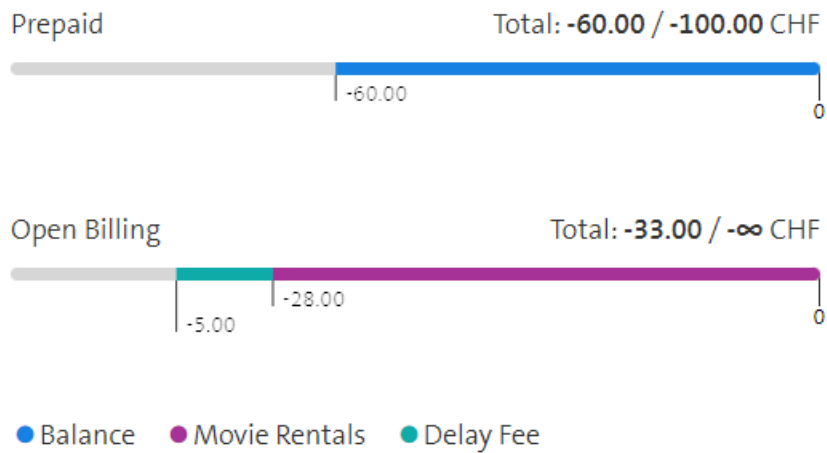 Prepaid Total: -60.00 / -100.00 CHF
-60.00
0
Open Billing Total: -33.00 / -∞ CHF
-28.00
-5.00
0
Balance Movie Rentals Delay Fee